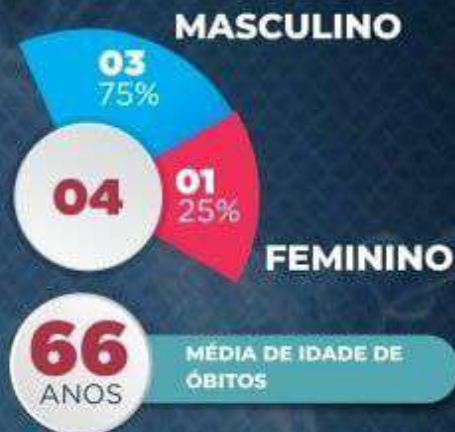 MASCULINO
03
75%
04
01
25%
FEMININO
66
ANOS
MÉDIA DE IDADE DE
ÓBITOS